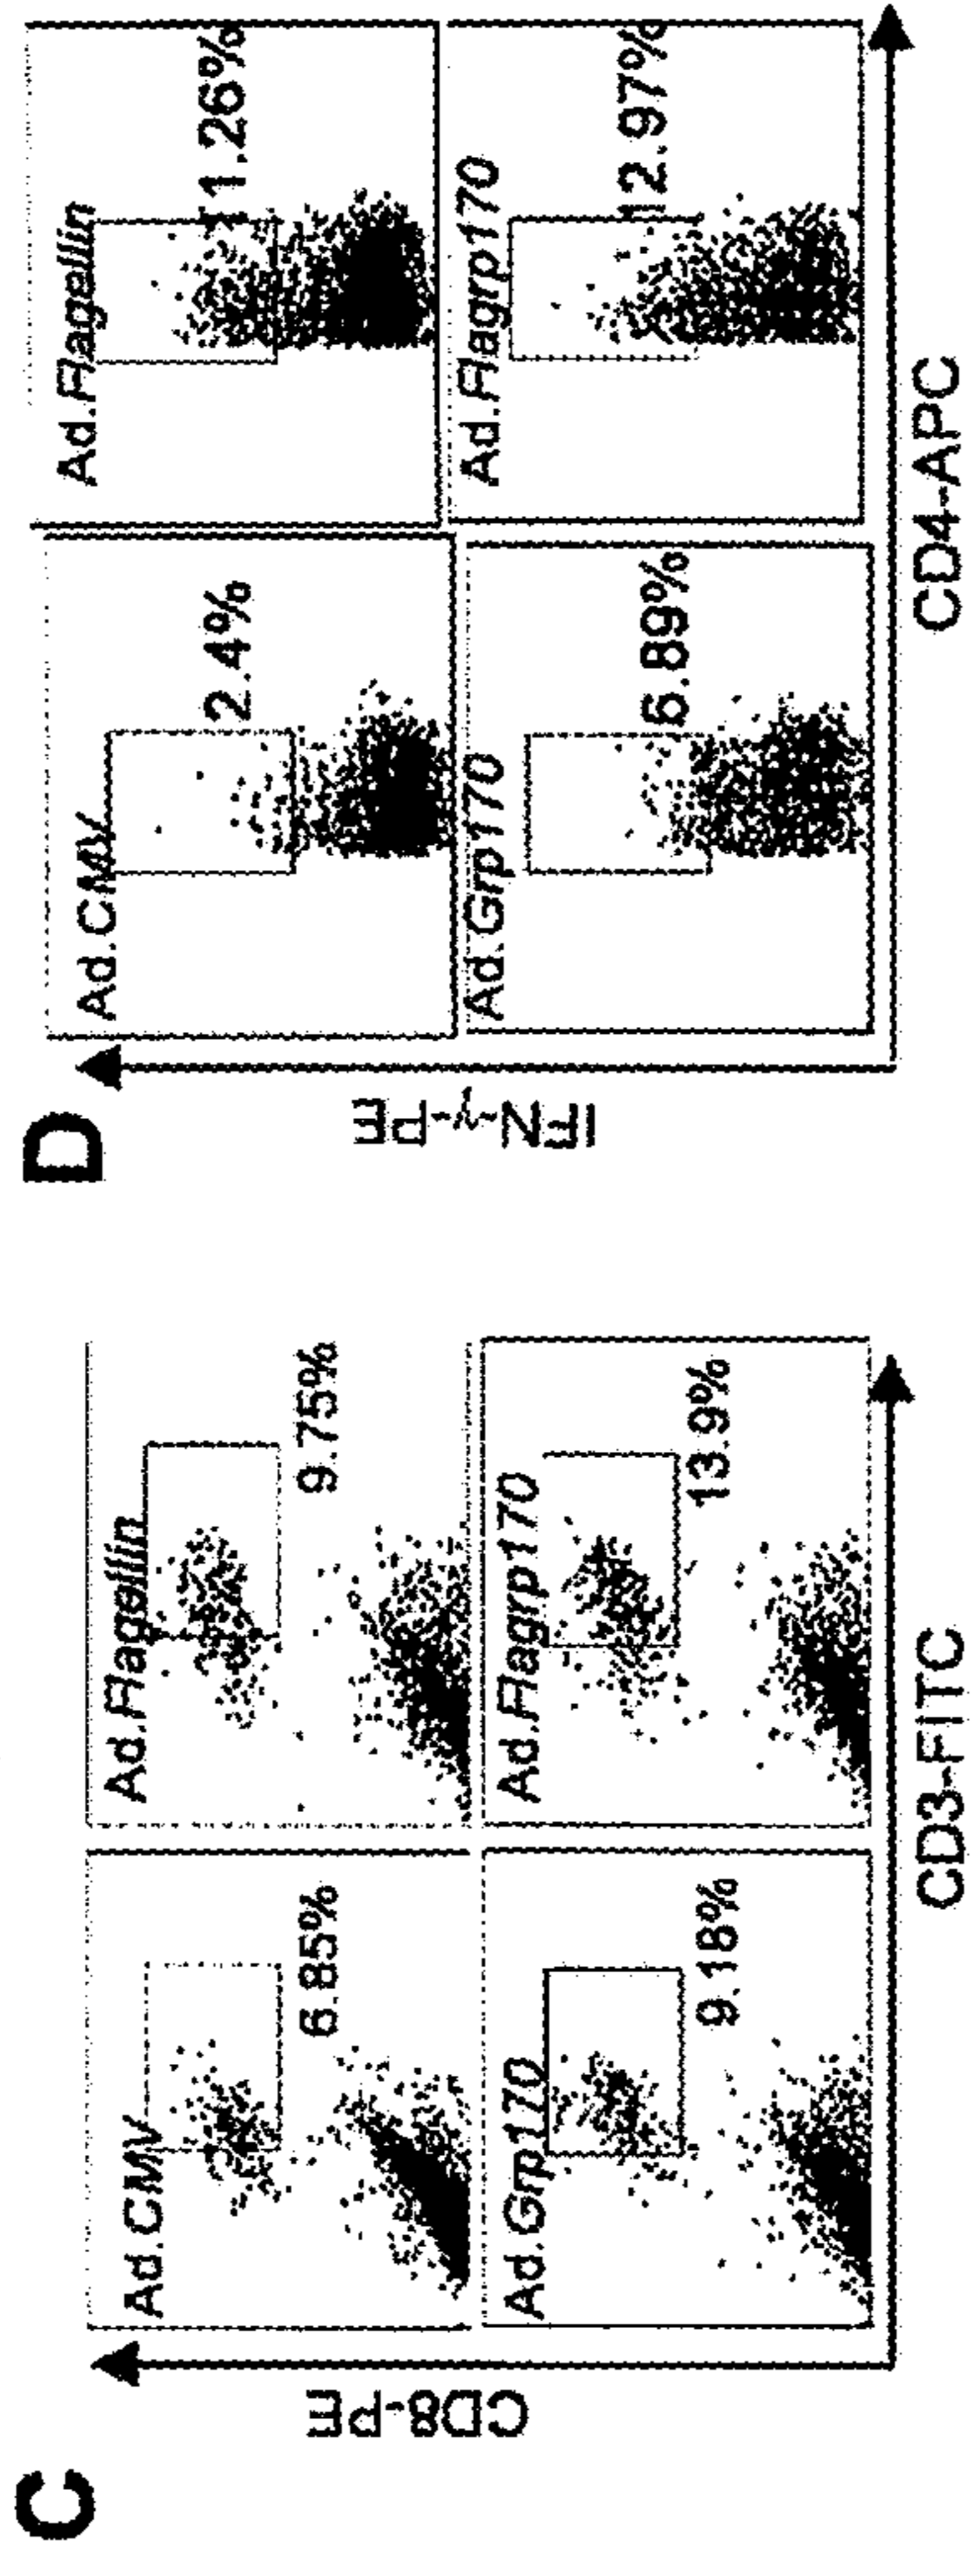 C
CD8-PE
Ad.CMV
6.85%
Ad.Flagellin
9.75%
Ad.Grp170
9.18%
Ad.Flagrp170
13.9%
CD3-FITC
D
IFN-γ-PE
Ad.CMV
2.4%
Ad.Flagellin
11.26%
Ad.Grp170
6.89%
Ad.Flagrp170
12.97%
CD4-APC